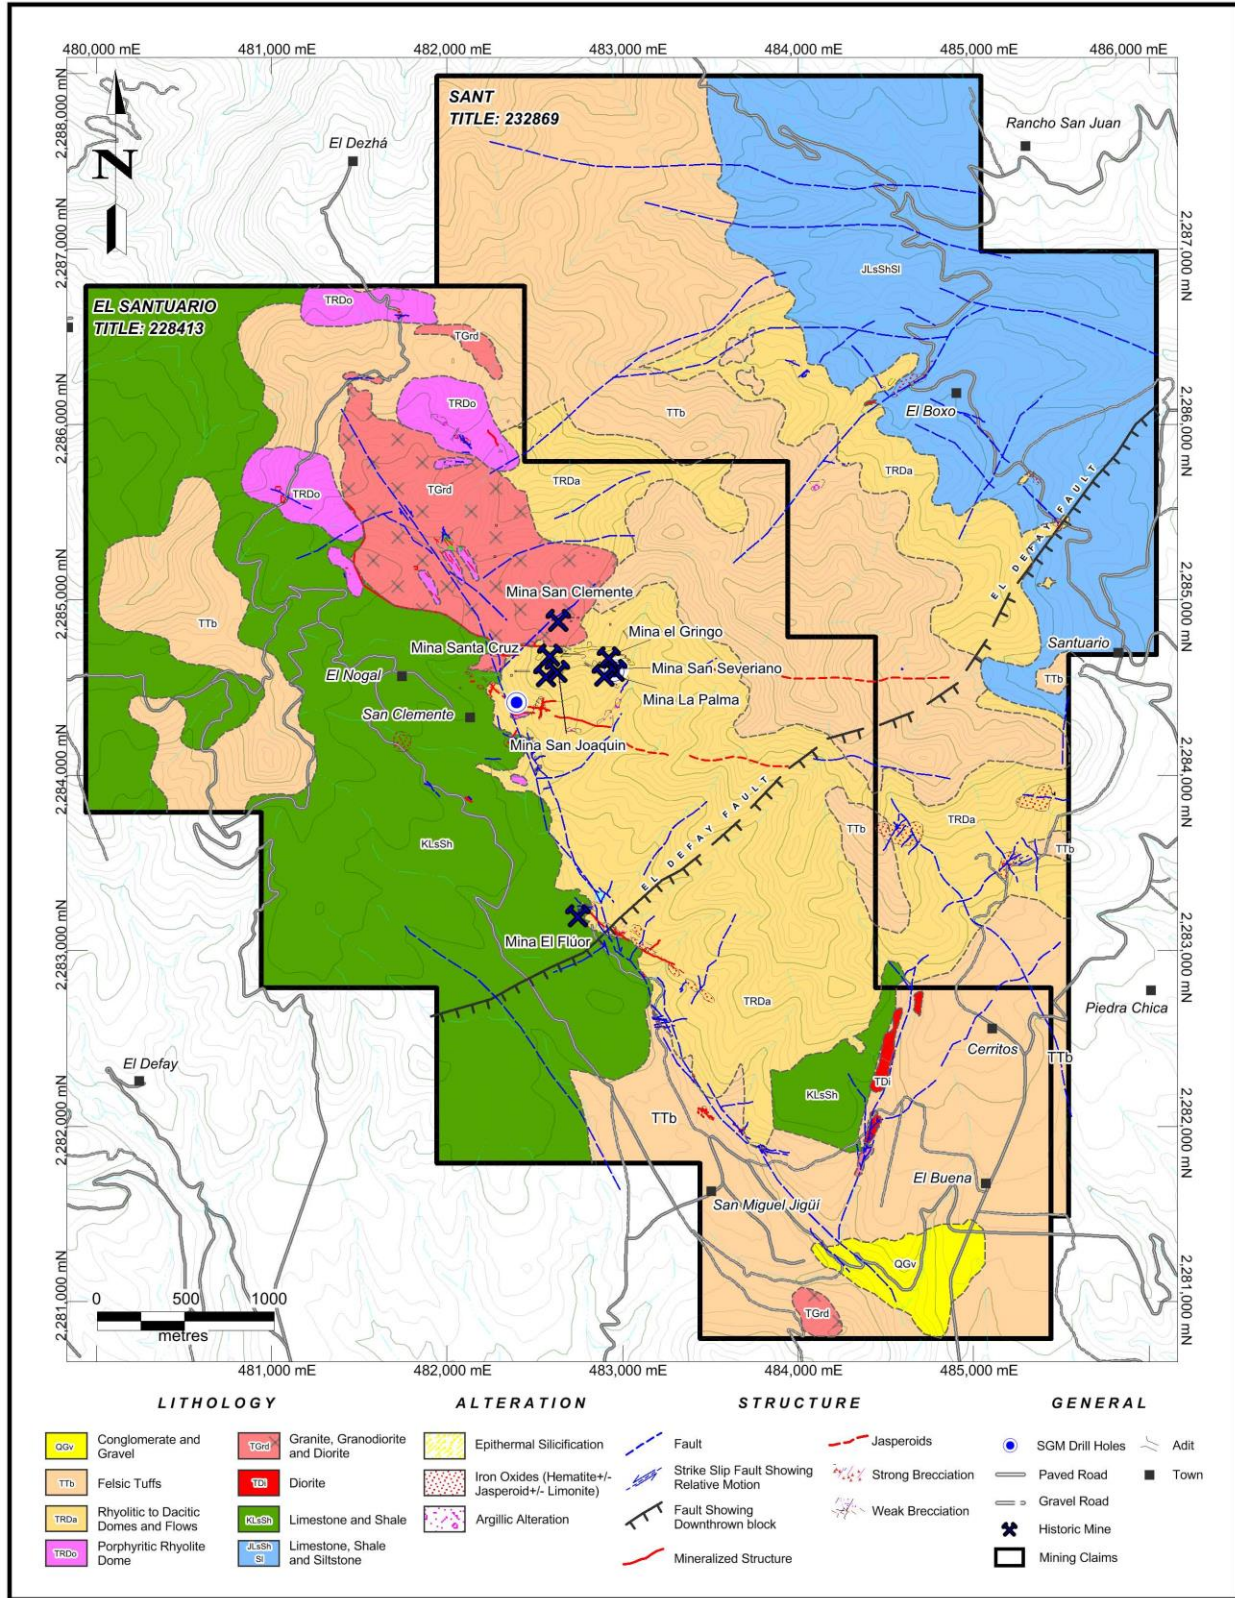 480,000 mE 481,000 mE 482,000 mE 483,000 mE 484,000 mE 485,000 mE 486,000 mE
2,288,000 mN
N
SANT
TITLE: 232869
Rancho San Juan
El Dezhá
2,287,000 mN
2,287,000 mN
JLsShSl
EL SANTUARIO
TITLE: 228413
TRDo
TGrd
2,286,000 mN
2,286,000 mN
TRDo
TTb
El Boxo
TRDa
TRDa
TRDo
TGrd
EL DEFAY FAULT
2,285,000 mN
2,285,000 mN
Mina San Clemente
TTb
Mina Santa Cruz
Mina el Gringo
Santuario
El Nogal
Mina San Severiano
TTb
Mina La Palma
San Clemente
Mina San Joaquin
2,284,000 mN
2,284,000 mN
EL DEFAY FAULT
TTb
TRDa
TTb
KLsSh
2,283,000 mN
2,283,000 mN
Mina El Flúor
TRDa
Piedra Chica
Cerritos
El Defay
TTb
TDi
KLsSh
TTb
2,282,000 mN
2,282,000 mN
El Buena
San Miguel Jigüí
QGv
2,281,000 mN
2,281,000 mN
0 500 1000
metres
TGrd
481,000 mE 482,000 mE 483,000 mE 484,000 mE 485,000 mE
LITHOLOGY
QGv Conglomerate and
Gravel
TTb Felsic Tuffs
TRDa Rhyolitic to Dacitic
Domes and Flows
TRDo Porphyritic Rhyolite
Dome
TGrd Granite, Granodiorite
and Diorite
TDi Diorite
KLsSh Limestone and Shale
JLsSh
Sl
Limestone, Shale
and Siltstone
ALTERATION
Epithermal Silicification
Iron Oxides (Hematite+/-
Jasperoid+/- Limonite)
Argillic Alteration
STRUCTURE
Fault
Strike Slip Fault Showing
Relative Motion
Fault Showing
Downthrown block
Mineralized Structure
Jasperoids
Strong Brecciation
Weak Brecciation
GENERAL
SGM Drill Holes
Paved Road
Gravel Road
Historic Mine
Mining Claims
Adit
Town